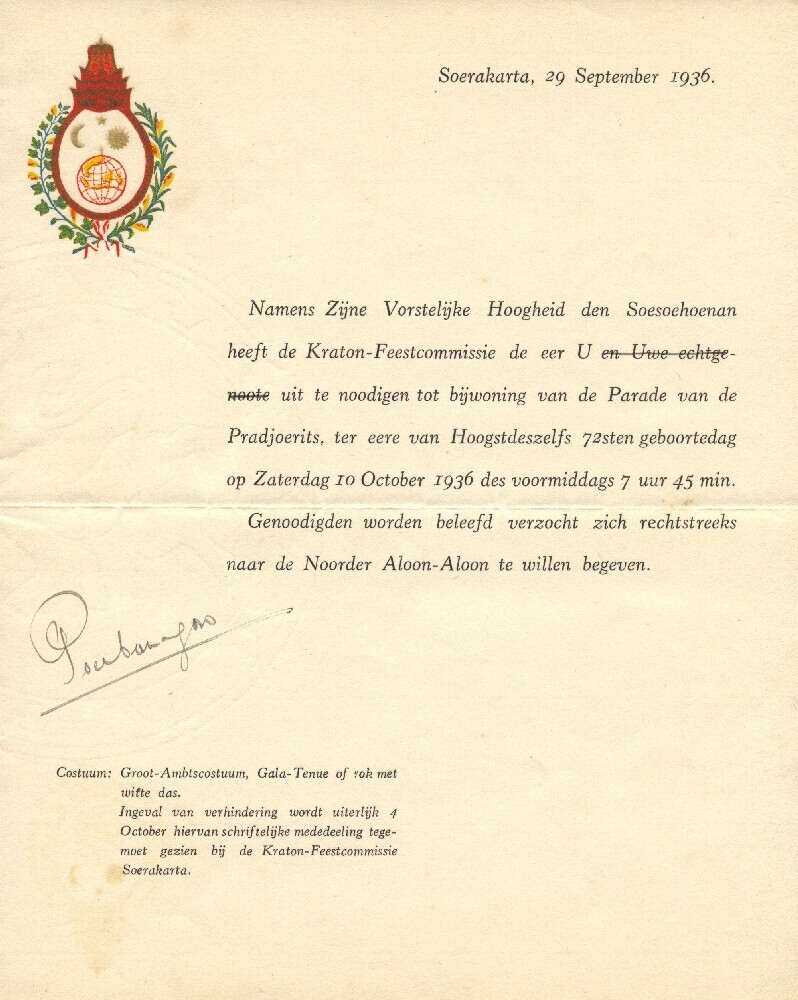 Soerakarta, 29 September 1936.
Namens Zijne Vorstelijke Hoogheid den Soesoehoenan
heeft de Kraton-Feestcommissie de eer U en Uwe echtge-
noote uit te noodigen tot bijwoning van de Parade van de
Pradjoerits, ter eere van Hoogstdeszelfs 72sten geboortedag
op Zaterdag 10 October 1936 des voormiddags 7 uur 45 min.
Genoodigden worden beleefd verzocht zich rechtstreeks
naar de Noorder Aloon-Aloon te willen begeven.
Costuum: Groot-Ambtscostuum, Gala-Tenue of rok met
witte das.
Ingeval van verhindering wordt uiterlijk 4
October hiervan schriftelijke mededeeling tege-
moet gezien bij de Kraton-Feestcommissie
Soerakarta.